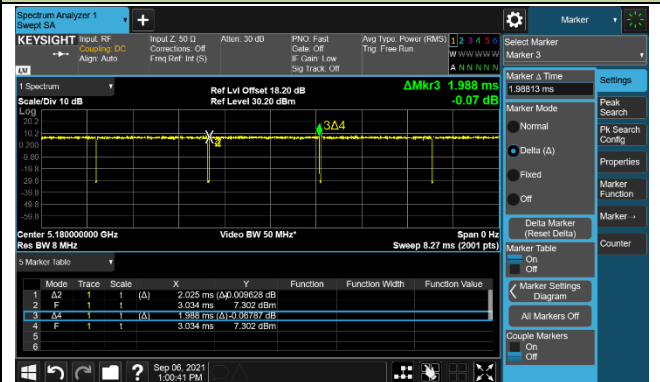 Spectrum Analyzer 1
Swept SA
+
Marker
KEYSIGHT
Input: RF
Coupling: DC
Align: Auto
Input Z: 50 Ω
Corrections: Off
Freq Ref: Int (S)
Atten: 30 dB
PNO: Fast
Gate: Off
IF Gain: Low
Sig Track: Off
Avg Type: Power (RMS)
Trig: Free Run
1 2 3 4 5 6
W W W W W W
A N N N N N
LXI
Select Marker
Marker 3
1 Spectrum
Scale/Div 10 dB
Log
Ref Lvl Offset 18.20 dB
Ref Level 30.20 dBm
ΔMkr3 1.988 ms
-0.07 dB
20.2
10.2
0.200
-9.80
-19.8
-29.8
-39.8
-49.8
-59.8
3Δ4
Center 5.180000000 GHz
Res BW 8 MHz
Video BW 50 MHz*
Span 0 Hz
Sweep 8.27 ms (2001 pts)
5 Marker Table
Mode Trace Scale X Y Function Function Width Function Value
1 Δ2 1 t (Δ) 2.025 ms (Δ) 0.009628 dB
2 F 1 t 3.034 ms 7.302 dBm
3 Δ4 1 t (Δ) 1.988 ms (Δ) -0.06787 dB
4 F 1 t 3.034 ms 7.302 dBm
5
6
Marker Δ Time
1.98813 ms
Marker Mode
Normal
Delta (Δ)
Fixed
Off
Delta Marker
(Reset Delta)
Marker Table
On
Off
Marker Settings
Diagram
All Markers Off
Couple Markers
On
Off
Settings
Peak
Search
Pk Search
Config
Properties
Marker
Function
Marker→
Counter
?
Sep 06, 2021
1:00:41 PM